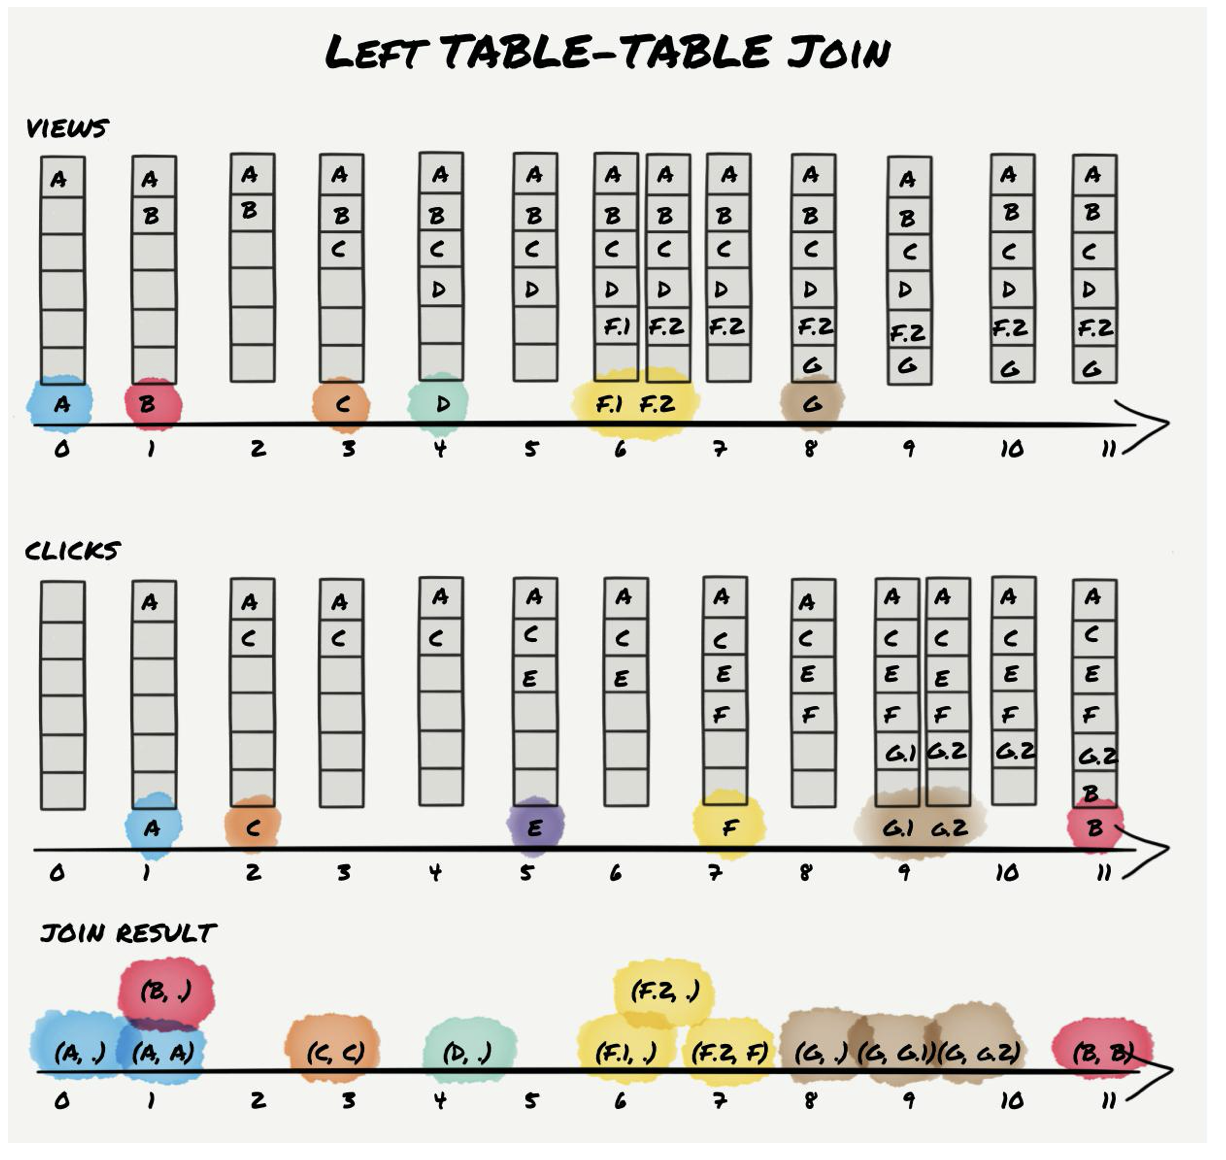 LEFT TABLE-TABLE JOIN
VIEWS
A A A A A A A A A A A A A
B B B B B B B B B B B B
C C C C C C C C C C
D D D D D D D D D
F.1 F.2 F.2 F.2 F.2 F.2 F.2
G G G G
A B C D F.1 F.2 G
0 1 2 3 4 5 6 7 8 9 10 11
CLICKS
A A A A A A A A A A A A
C C C C C C C C C C C
E E E E E E E E
F F F F F F
G.1 G.2 G.2 G.2
B
A C E F G.1 G.2 B
0 1 2 3 4 5 6 7 8 9 10 11
JOIN RESULT
(B, .) (F.2, .)
(A, .) (A, A) (C, C) (D, .) (F.1, .) (F.2, F) (G, .) (G, G.1) (G, G.2) (B, B)
0 1 2 3 4 5 6 7 8 9 10 11